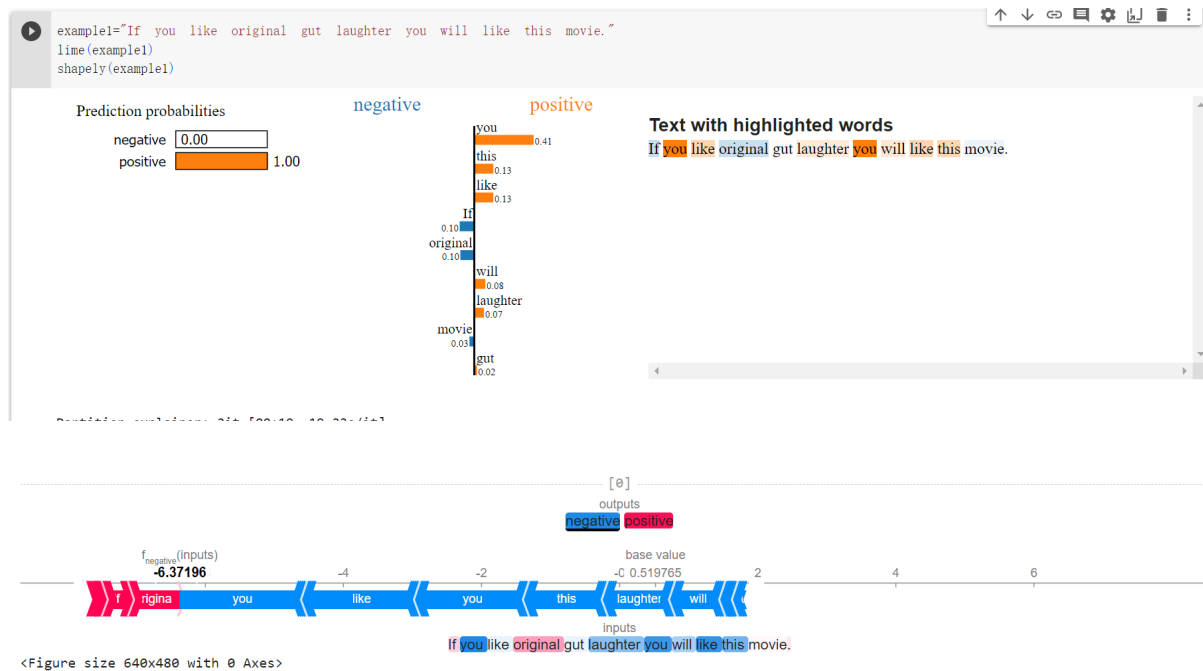 example1="If you like original gut laughter you will like this movie."
lime(example1)
shapely(example1)
Prediction probabilities
negative 0.00
positive 1.00
negative positive
you
0.41
this
0.13
like
0.13
If
0.10
original
0.10
will
0.08
laughter
0.07
movie
0.03
gut
0.02
Text with highlighted words
If you like original gut laughter you will like this movie.
[0]
outputs
negative positive
fnegative(inputs) base value
-6.37196 -4 -2 0.519765 2 4 6
f rigina you like you this laughter will
inputs
If you like original gut laughter you will like this movie.
<Figure size 640x480 with 0 Axes>